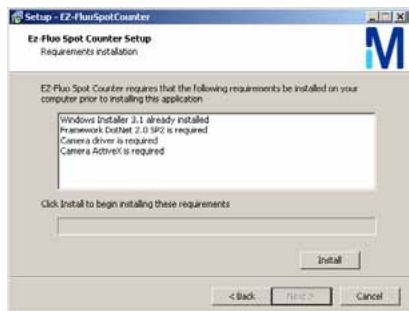 Setup - EZ-FluoSpotCounter
Ez-Fluo Spot Counter Setup
Requirements installation
M
EZ-Fluo Spot Counter requires that the following requirements be installed on your
computer prior to installing this application
Windows Installer 3.1 already installed
Framework DotNet 2.0 SP2 is required
Camera driver is required
Camera ActiveX is required
Click Install to begin installing these requirements
Install
< Back
Next >
Cancel